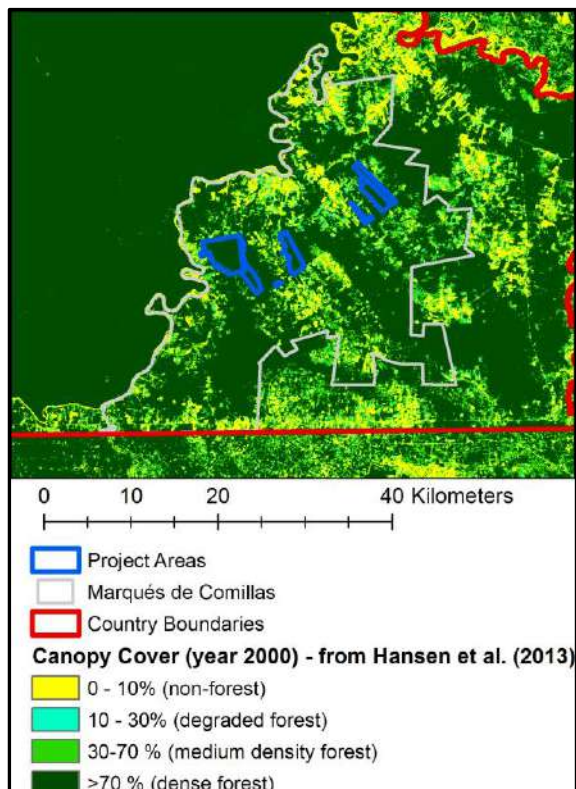 0 10 20 40 Kilometers
Project Areas
Marqués de Comillas
Country Boundaries
Canopy Cover (year 2000) - from Hansen et al. (2013)
0 - 10% (non-forest)
10 - 30% (degraded forest)
30-70 % (medium density forest)
>70 % (dense forest)